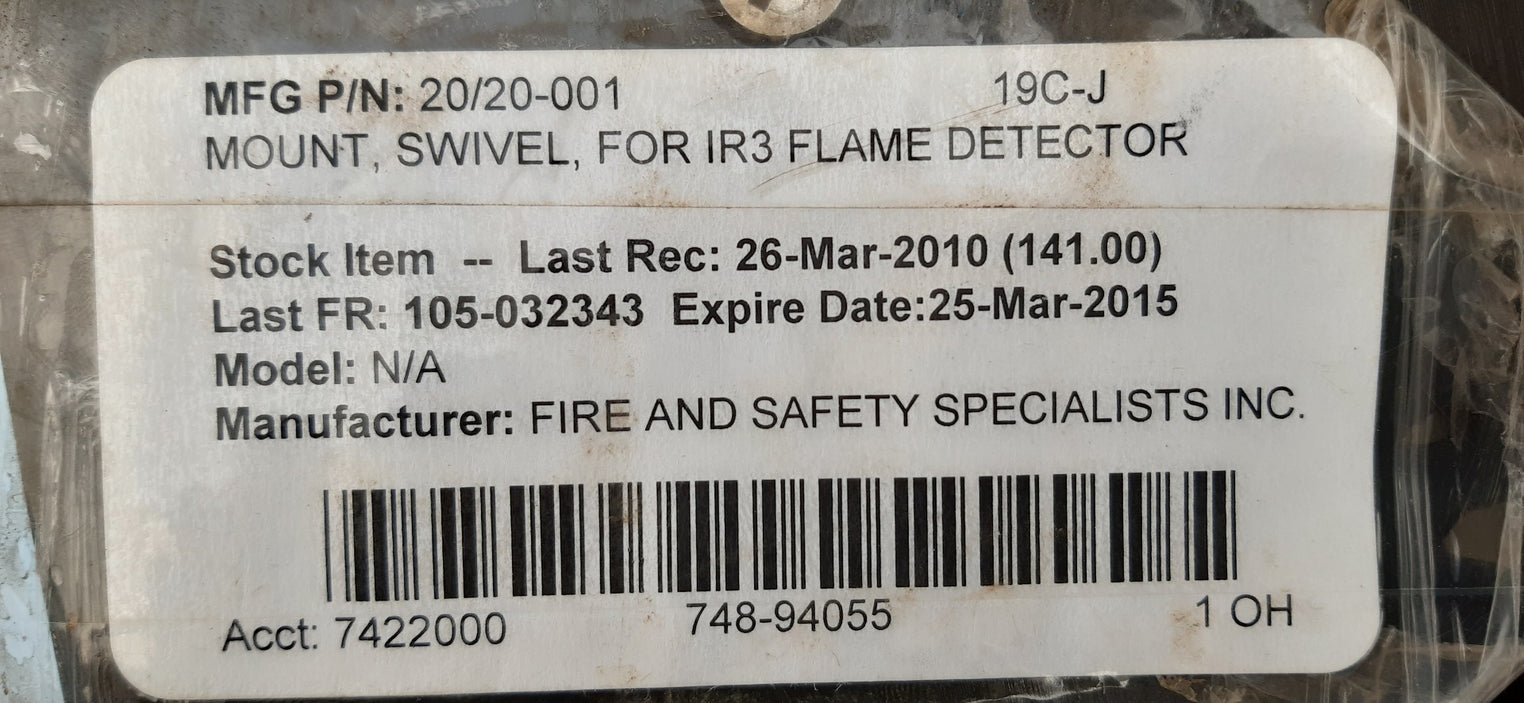 MFG P/N: 20/20-001 19C-J
MOUNT, SWIVEL, FOR IR3 FLAME DETECTOR
Stock Item -- Last Rec: 26-Mar-2010 (141.00)
Last FR: 105-032343 Expire Date:25-Mar-2015
Model: N/A
Manufacturer: FIRE AND SAFETY SPECIALISTS INC.
Acct: 7422000 748-94055 1 OH